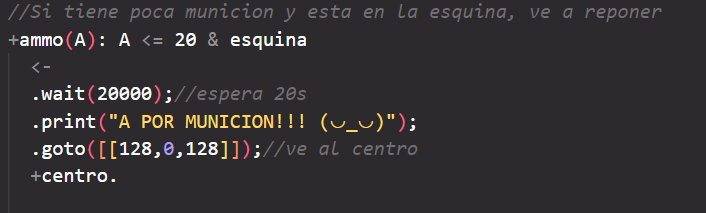 //Si tiene poca municion y esta en la esquina, ve a reponer
+ammo(A): A <= 20 & esquina
<-
.wait(20000);//espera 20s
.print("A POR MUNICION!!! (◡_◡)");
.goto([[128,0,128]]);//ve al centro
+centro.